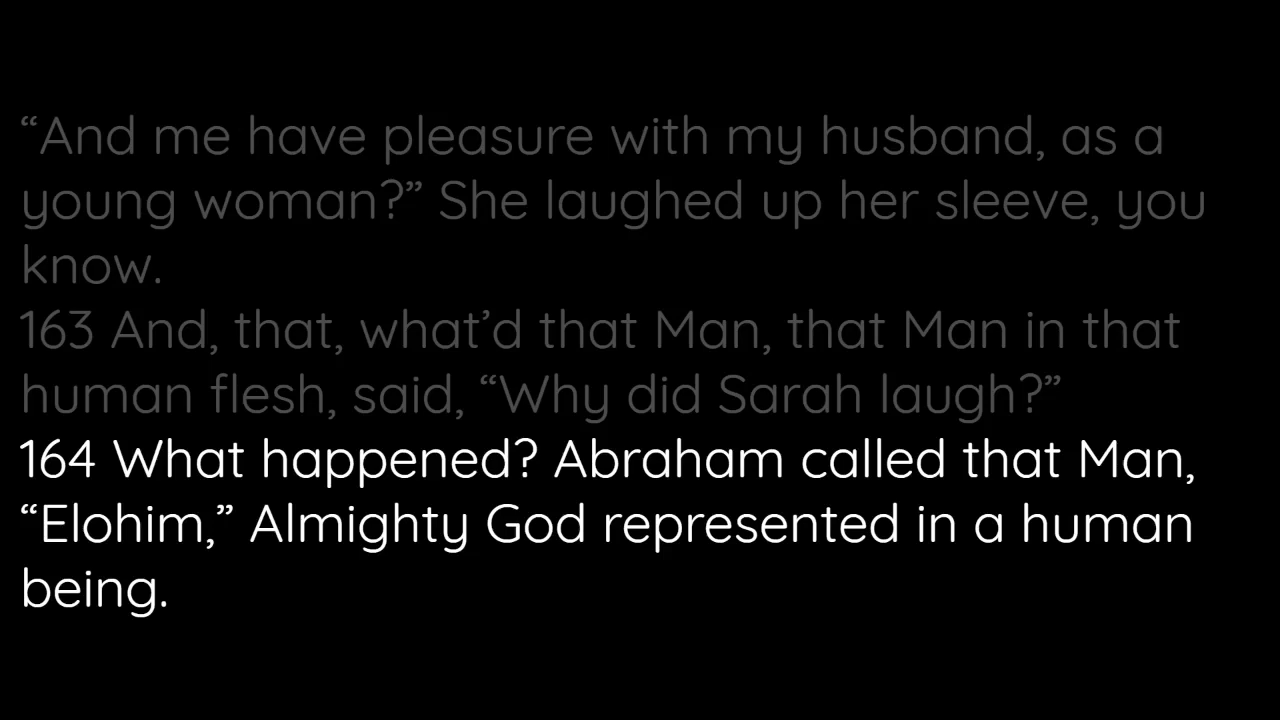 “And me have pleasure with my husband, as a
young woman?” She laughed up her sleeve, you
know.
163 And, that, what’d that Man, that Man in that
human flesh, said, “Why did Sarah laugh?”
164 What happened? Abraham called that Man,
“Elohim,” Almighty God represented in a human
being.